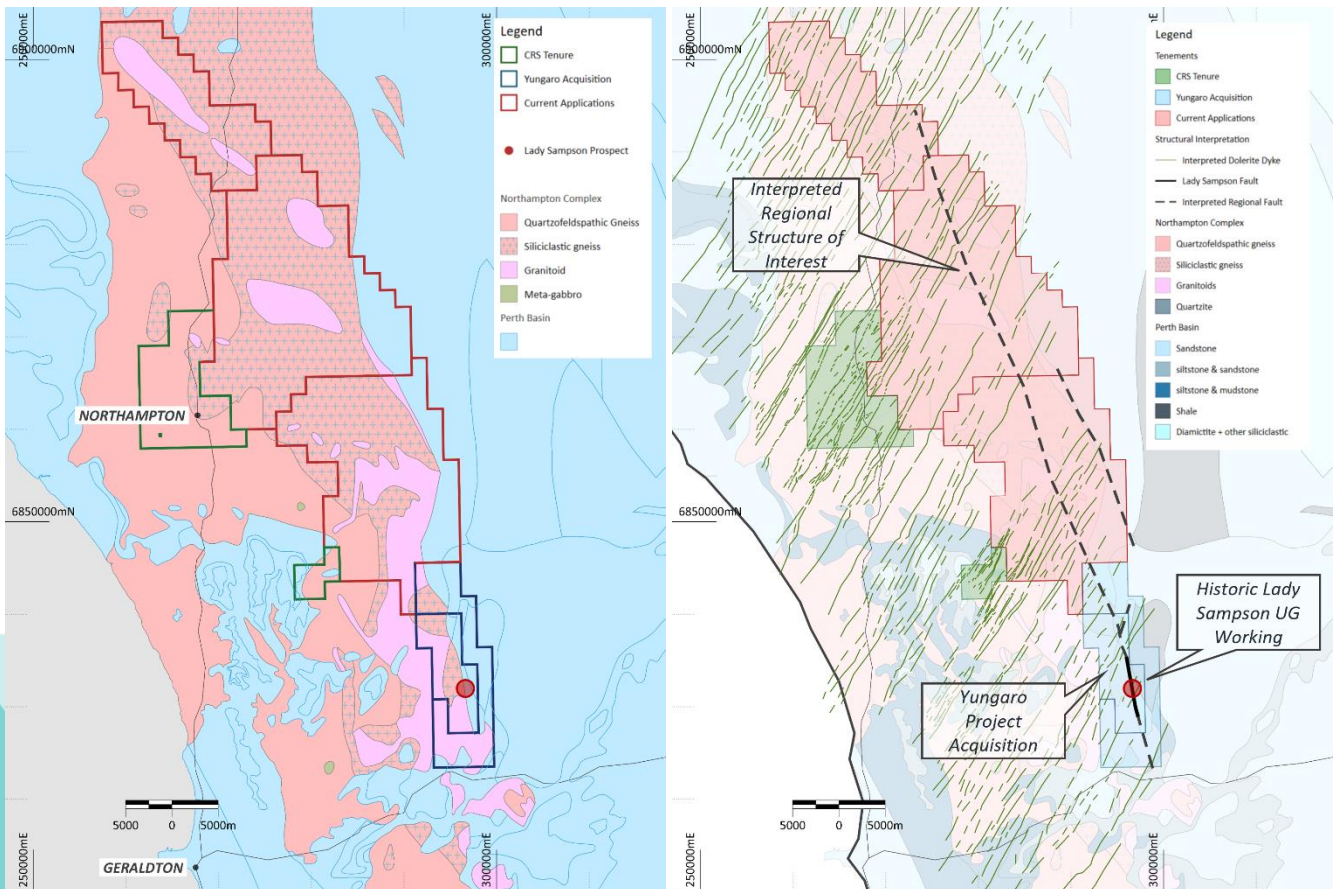 6900000mN
250000mE
300000mE
Legend
CRS Tenure
Yungaro Acquisition
Current Applications
Lady Sampson Prospect
Northampton Complex
Quartzofeldspathic Gneiss
Siliciclastic gneiss
Granitoid
Meta-gabbro
Perth Basin
NORTHAMPTON
6850000mN
5000 0 5000m
250000mE
GERALDTON
300000mE
6900000mN
250000mE
300000mE
Legend
Tenements
CRS Tenure
Yungaro Acquisition
Current Applications
Structural Interpretation
Interpreted Dolerite Dyke
Lady Sampson Fault
Interpreted Regional Fault
Northampton Complex
Quartzofeldspathic gneiss
Siliciclastic gneiss
Granitoids
Quartzite
Perth Basin
Sandstone
siltstone & sandstone
siltstone & mudstone
Shale
Diamictite + other siliciclastic
Interpreted
Regional
Structure of
Interest
6850000mN
Historic Lady
Sampson UG
Working
Yungaro
Project
Acquisition
5000 0 5000m
250000mE
300000mE